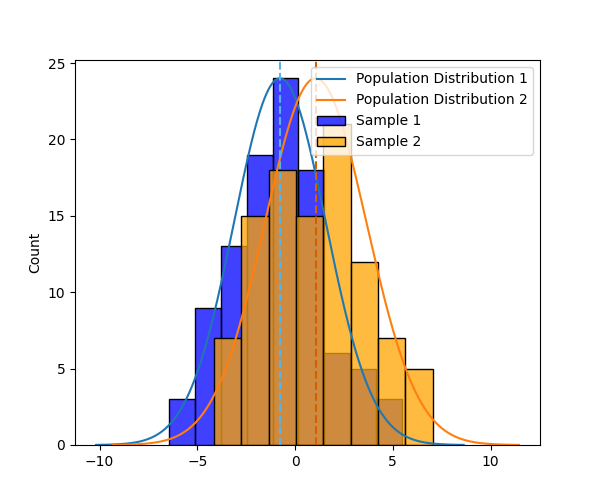 Population Distribution 1
Population Distribution 2
Sample 1
Sample 2
Count
25
20
15
10
5
0
−10
−5
0
5
10